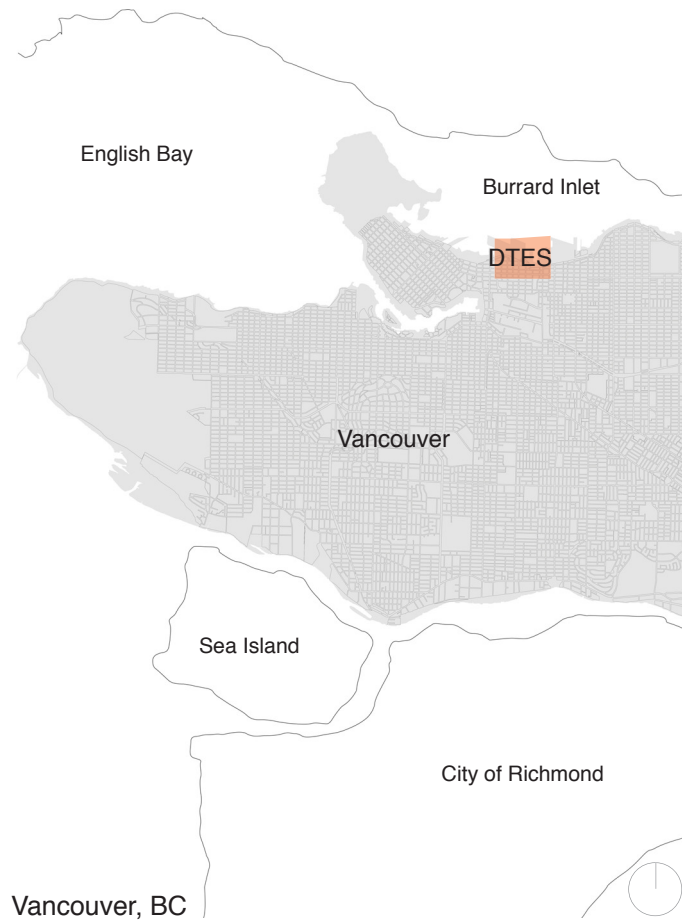 English Bay
Burrard Inlet
DTES
Vancouver
Sea Island
City of Richmond
Vancouver, BC